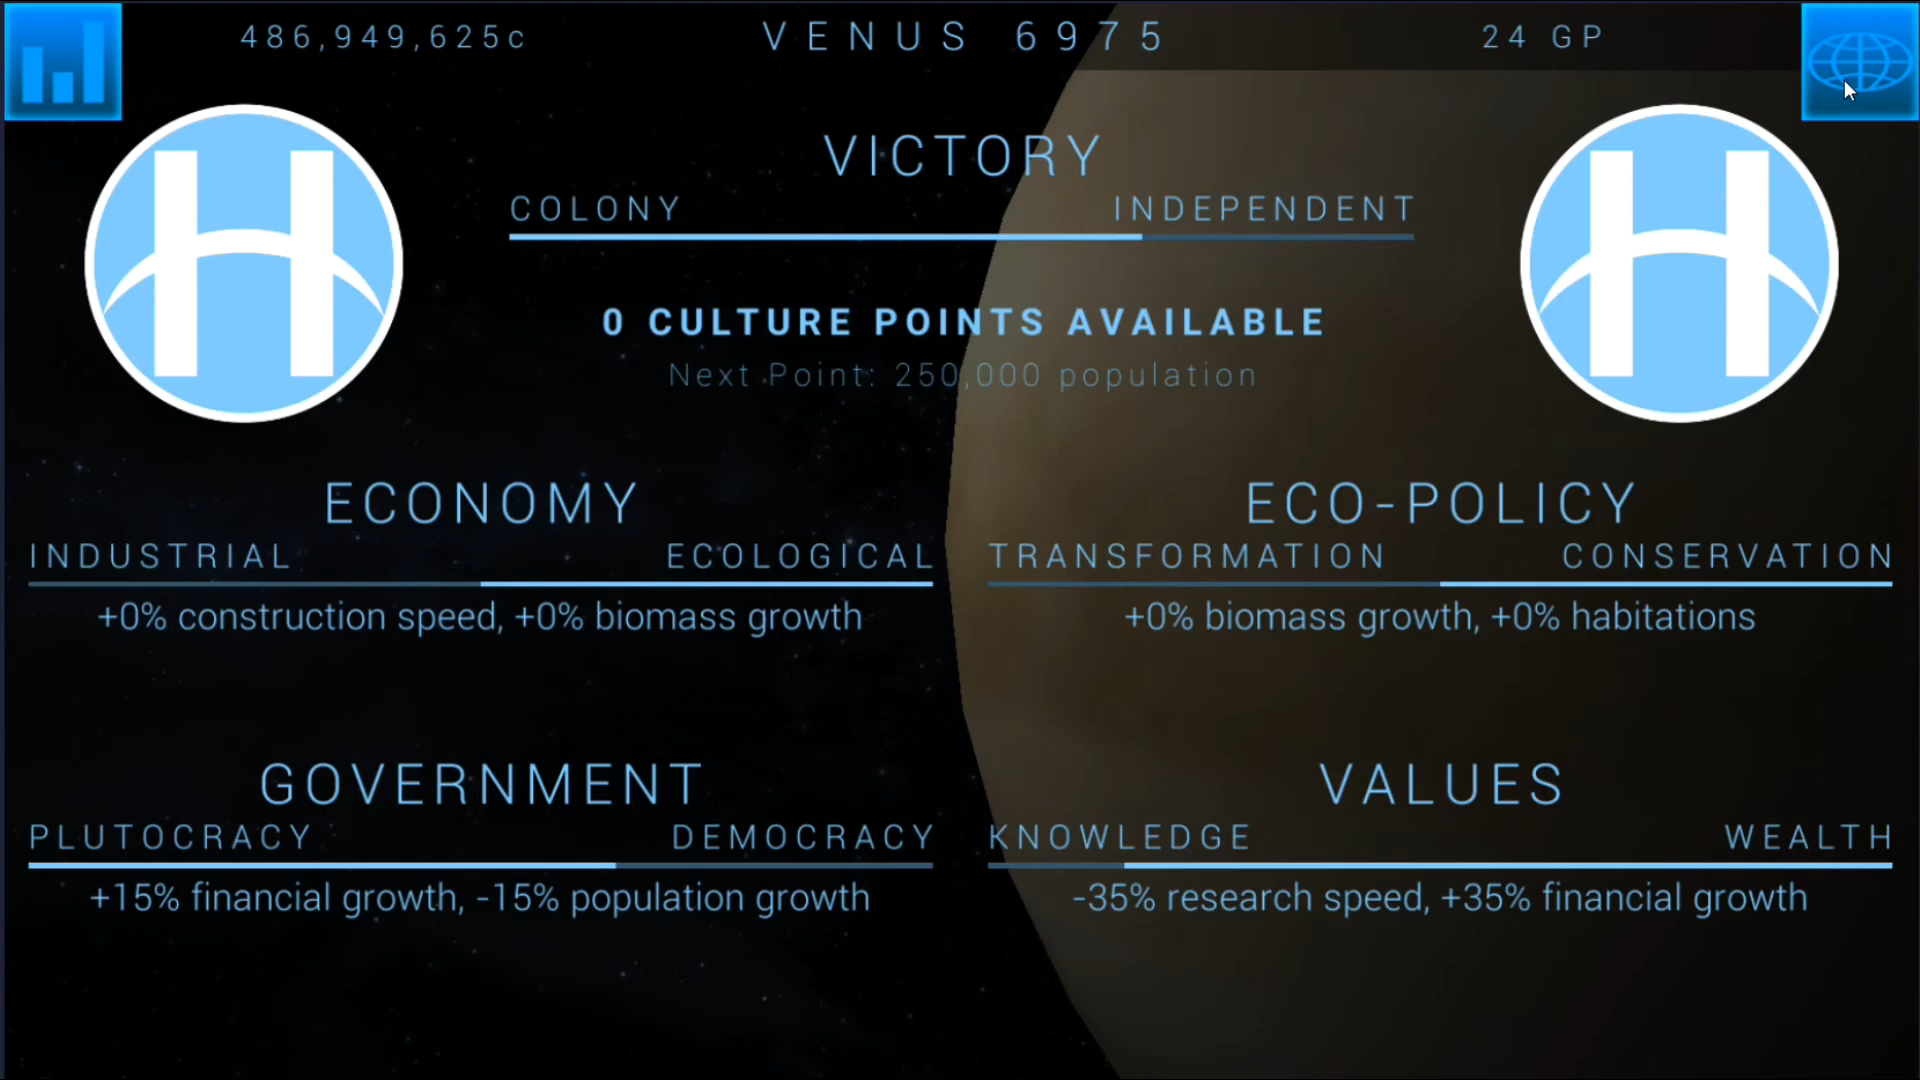 486,949,625c
VENUS 6975
24 GP
H
H
VICTORY
COLONY INDEPENDENT
0 CULTURE POINTS AVAILABLE
Next Point: 250,000 population
ECONOMY
INDUSTRIAL ECOLOGICAL
+0% construction speed, +0% biomass growth
ECO-POLICY
TRANSFORMATION CONSERVATION
+0% biomass growth, +0% habitations
GOVERNMENT
PLUTOCRACY DEMOCRACY
+15% financial growth, -15% population growth
VALUES
KNOWLEDGE WEALTH
-35% research speed, +35% financial growth